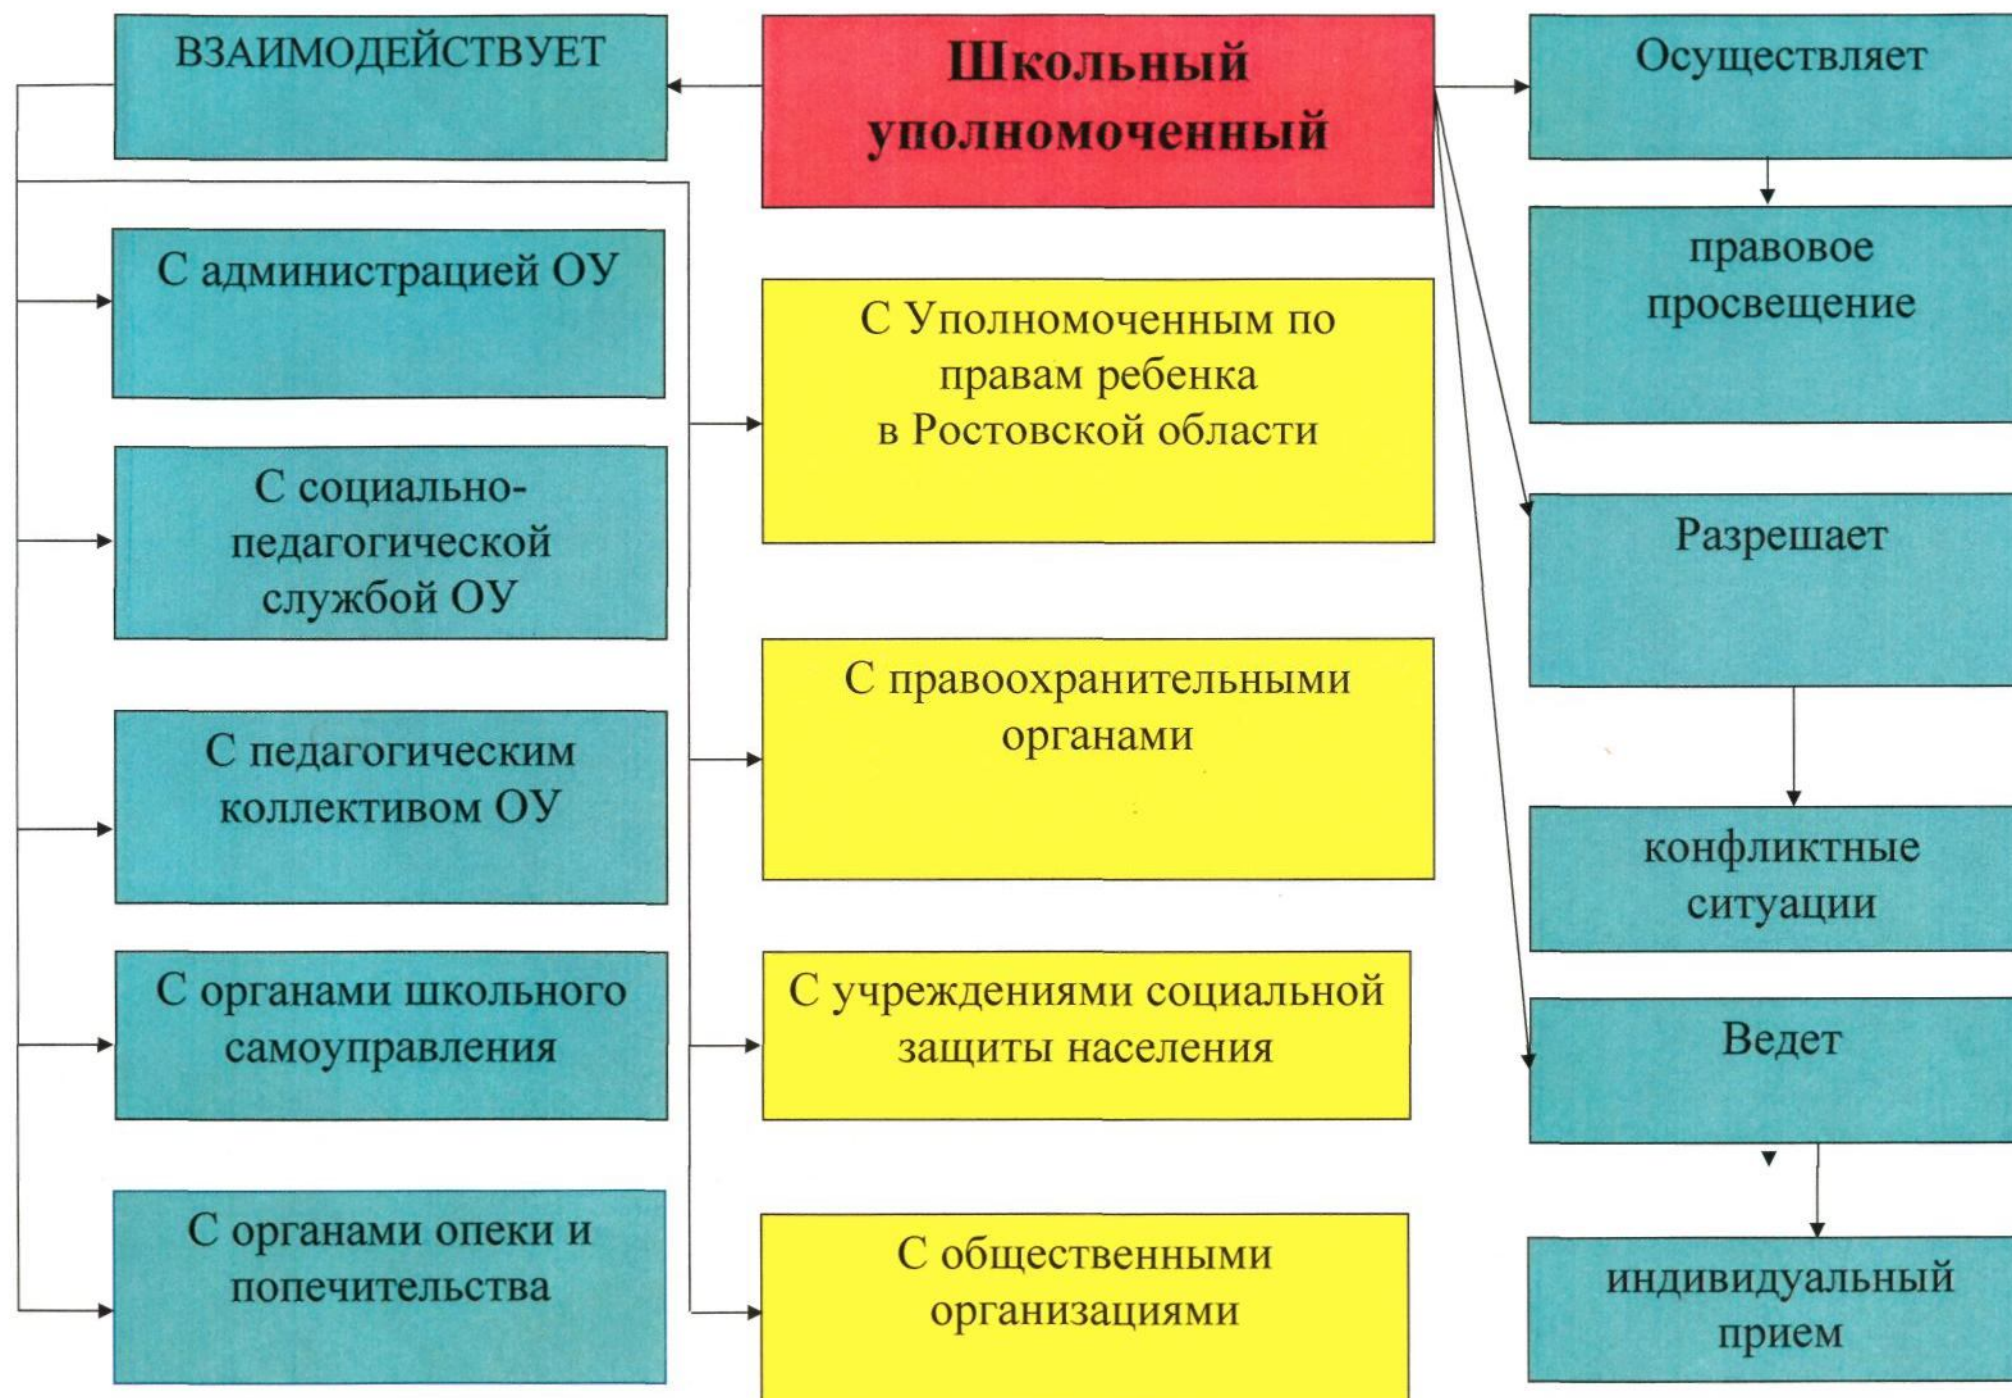 ВЗАИМОДЕЙСТВУЕТ
Школьный
уполномоченный
Осуществляет
С администрацией ОУ
С социально-
педагогической
службой ОУ
С педагогическим
коллективом ОУ
С органами школьного
самоуправления
С органами опеки и
попечительства
С Уполномоченным по
правам ребенка
в Ростовской области
С правоохранительными
органами
С учреждениями социальной
защиты населения
С общественными
организациями
правовое
просвещение
Разрешает
конфликтные
ситуации
Ведет
индивидуальный
прием